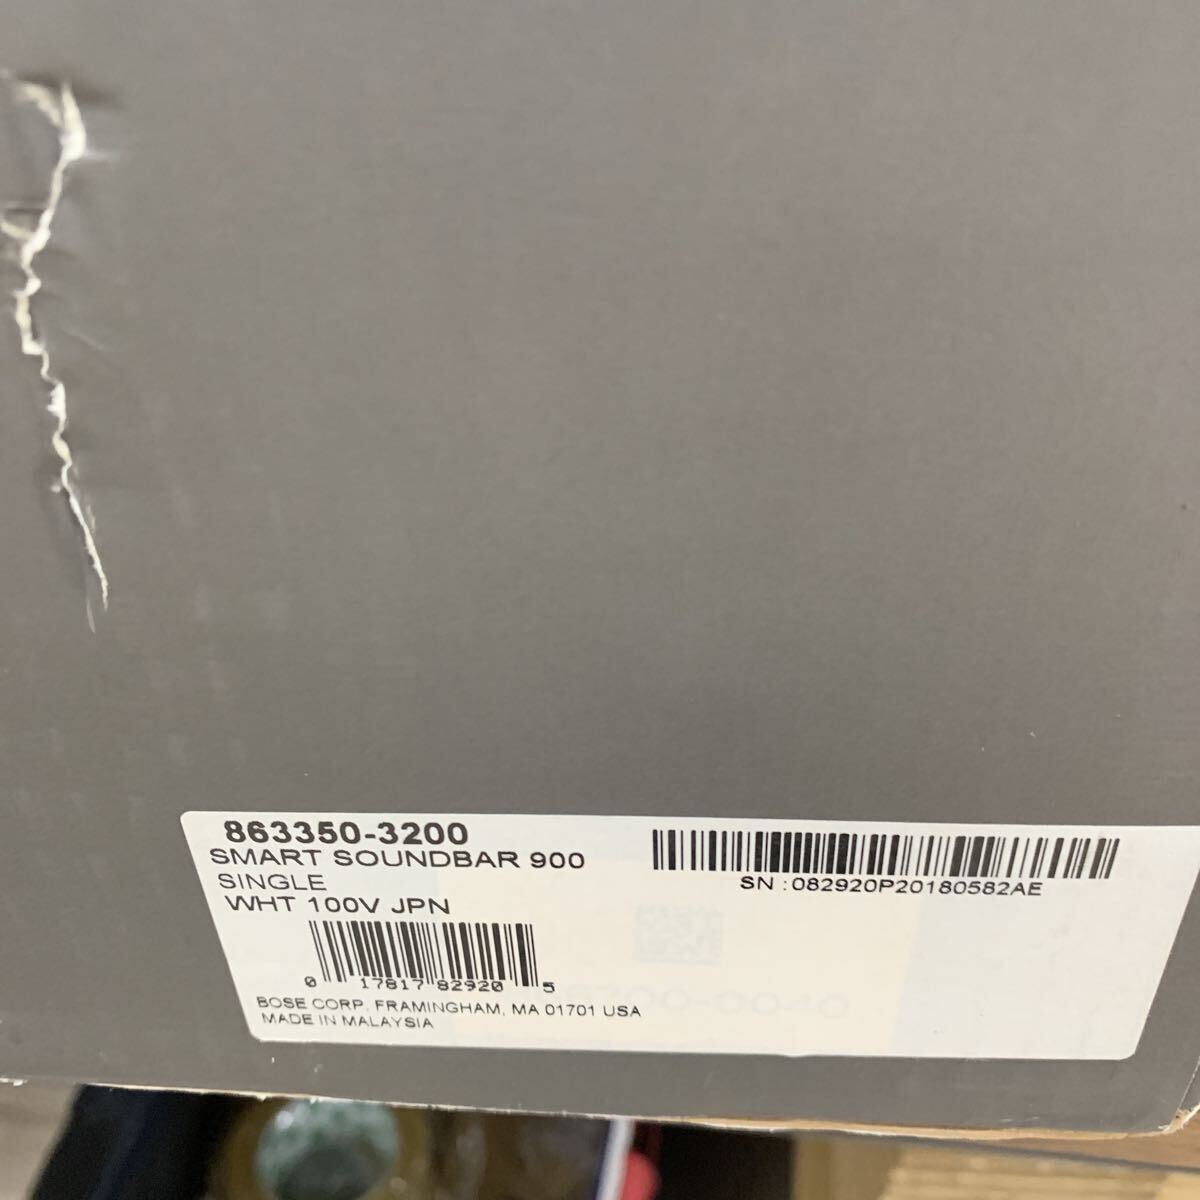 863350-3200
SMART SOUNDBAR 900
SINGLE
WHT 100V JPN
0 17817 82920 5
BOSE CORP, FRAMINGHAM, MA 01701 USA
MADE IN MALAYSIA
SN :082920P20180582AE